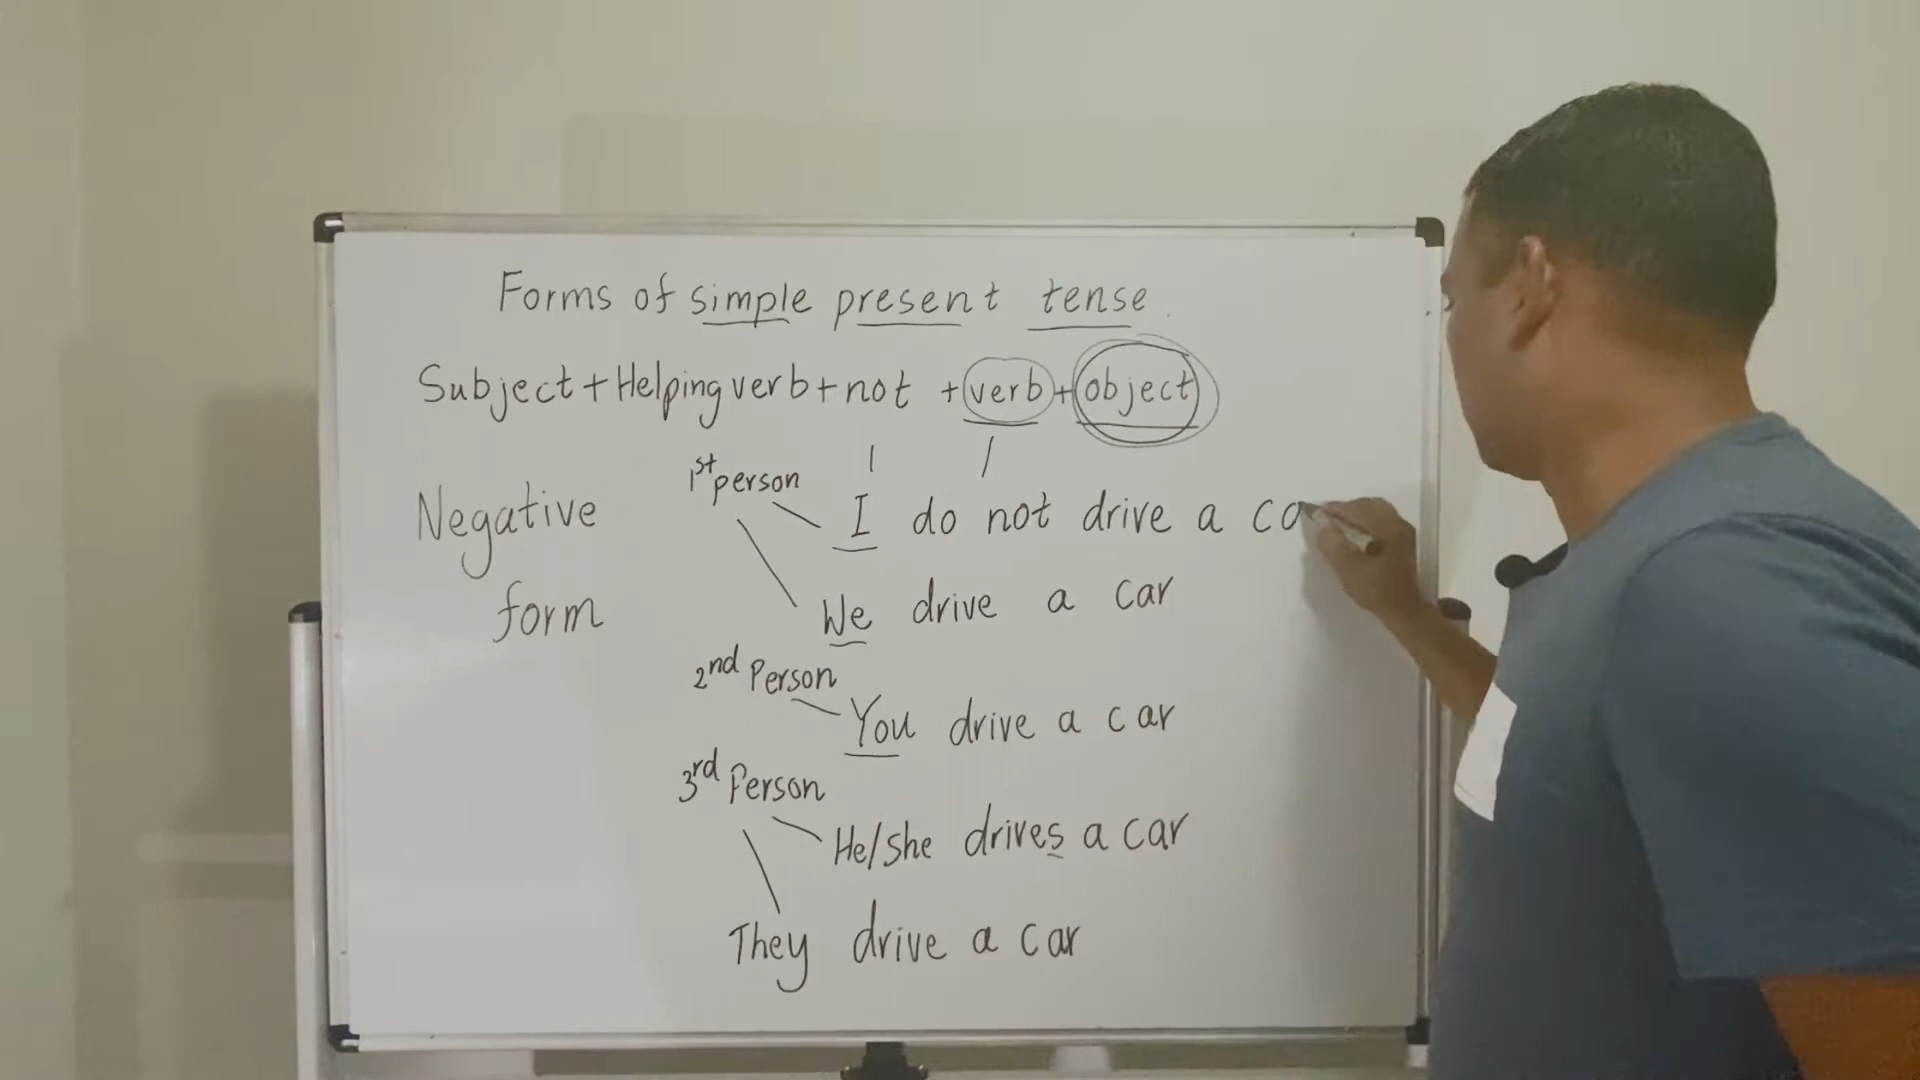 Forms of simple present tense
Subject + Helping verb + not + verb + object
1st person
Negative
form
I do not drive a ca
We drive a car
2nd Person
You drive a car
3rd Person
He/She drives a car
They drive a car